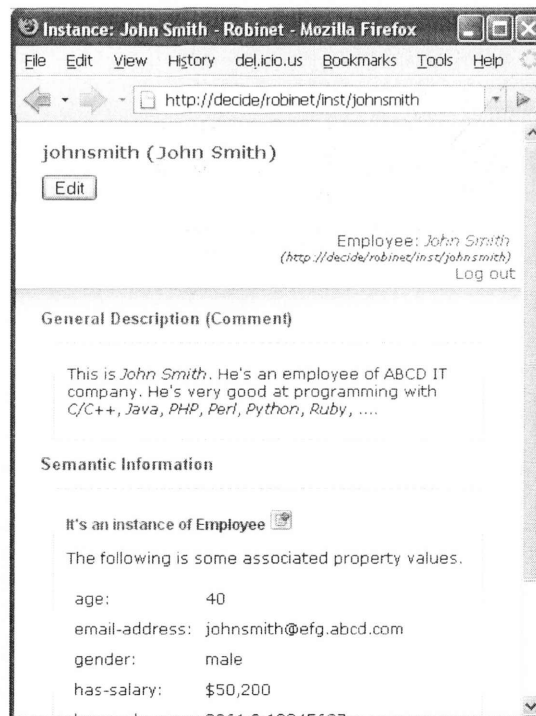 Instance: John Smith - Robinet - Mozilla Firefox
File Edit View History del.icio.us Bookmarks Tools Help
http://decide/robinet/inst/johnsmith
johnsmith (John Smith)
Edit
Employee: John Smith
(http://decide/robinet/inst/johnsmith)
Log out
General Description (Comment)
This is John Smith. He's an employee of ABCD IT
company. He's very good at programming with
C/C++, Java, PHP, Perl, Python, Ruby, ....
Semantic Information
It's an instance of Employee
The following is some associated property values.
age: 40
email-address: johnsmith@efg.abcd.com
gender: male
has-salary: $50,200